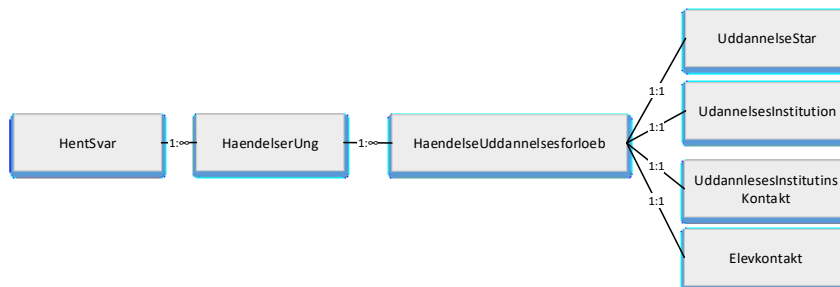 UddannelseStar
1:1
UdannelsesInstitution
1:1
HentSvar
1:∞
HaendelserUng
1:∞
HaendelseUddannelsesforloeb
1:1
UddannlesesInstitutins
Kontakt
1:1
Elevkontakt